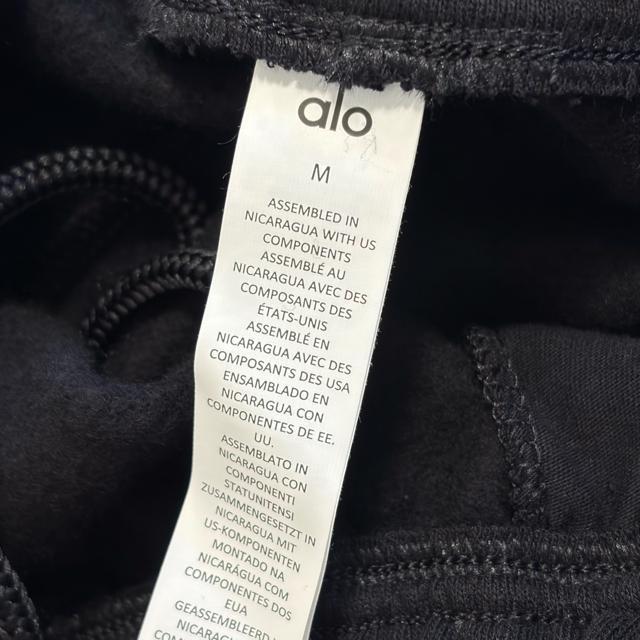 alo
M
ASSEMBLED IN
NICARAGUA WITH US
COMPONENTS
ASSEMBLÉ AU
NICARAGUA AVEC DES
COMPOSANTS DES
ÉTATS-UNIS
ASSEMBLÉ EN
NICARAGUA AVEC DES
COMPOSANTS DES USA
ENSAMBLADO EN
NICARAGUA CON
COMPONENTES DE EE.
UU.
ASSEMBLATO IN
NICARAGUA CON
COMPONENTI
STATUNITENSI
ZUSAMMENGESETZT IN
NICARAGUA MIT
US-KOMPONENTEN
MONTADO NA
NICARÁGUA COM
COMPONENTES DOS
EUA
GEASSEMBLEERD